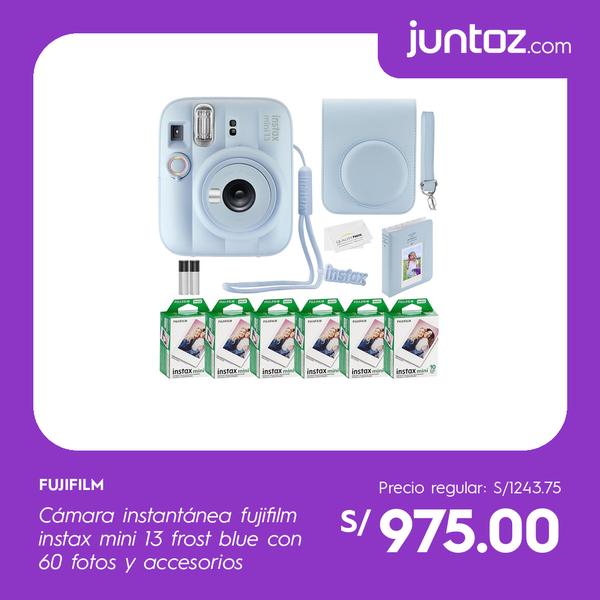 juntoz.com
instax
mini 13
instax
FUJIFILM
FUJIFILM
FUJIFILM
FUJIFILM
FUJIFILM
FUJIFILM
instax mini
instax mini
instax mini
instax mini
instax mini
instax mini
10
FUJIFILM
Precio regular: S/1243.75
Cámara instantánea fujifilm
instax mini 13 frost blue con
60 fotos y accesorios
S/ 975.00